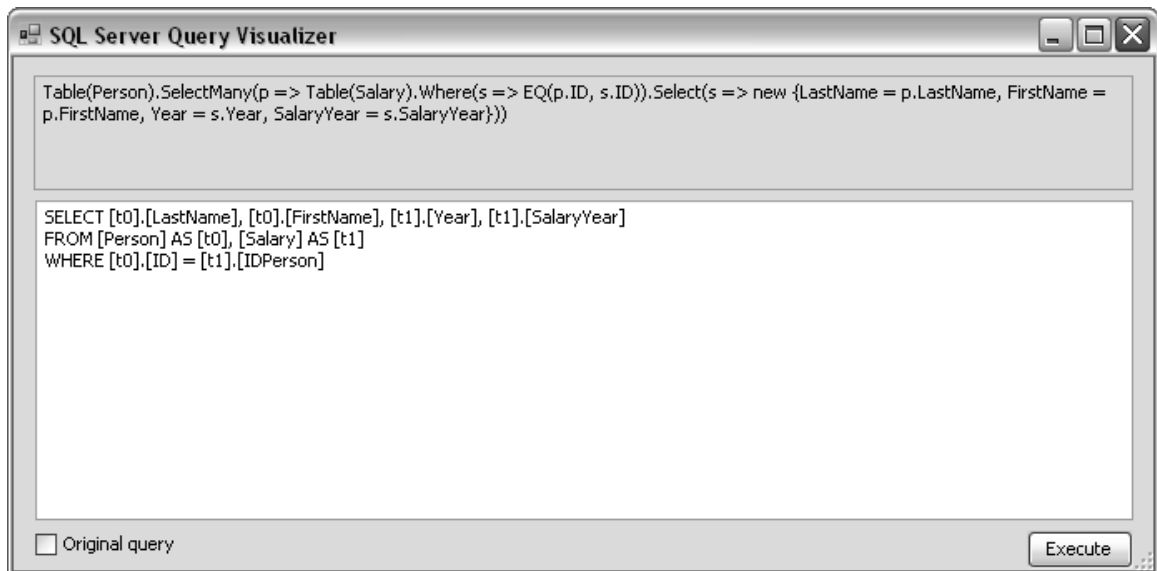 SQL Server Query Visualizer
Table(Person).SelectMany(p => Table(Salary).Where(s => EQ(p.ID, s.ID)).Select(s => new {LastName = p.LastName, FirstName =
p.FirstName, Year = s.Year, SalaryYear = s.SalaryYear}))
SELECT [t0].[LastName], [t0].[FirstName], [t1].[Year], [t1].[SalaryYear]
FROM [Person] AS [t0], [Salary] AS [t1]
WHERE [t0].[ID] = [t1].[IDPerson]
Original query
Execute